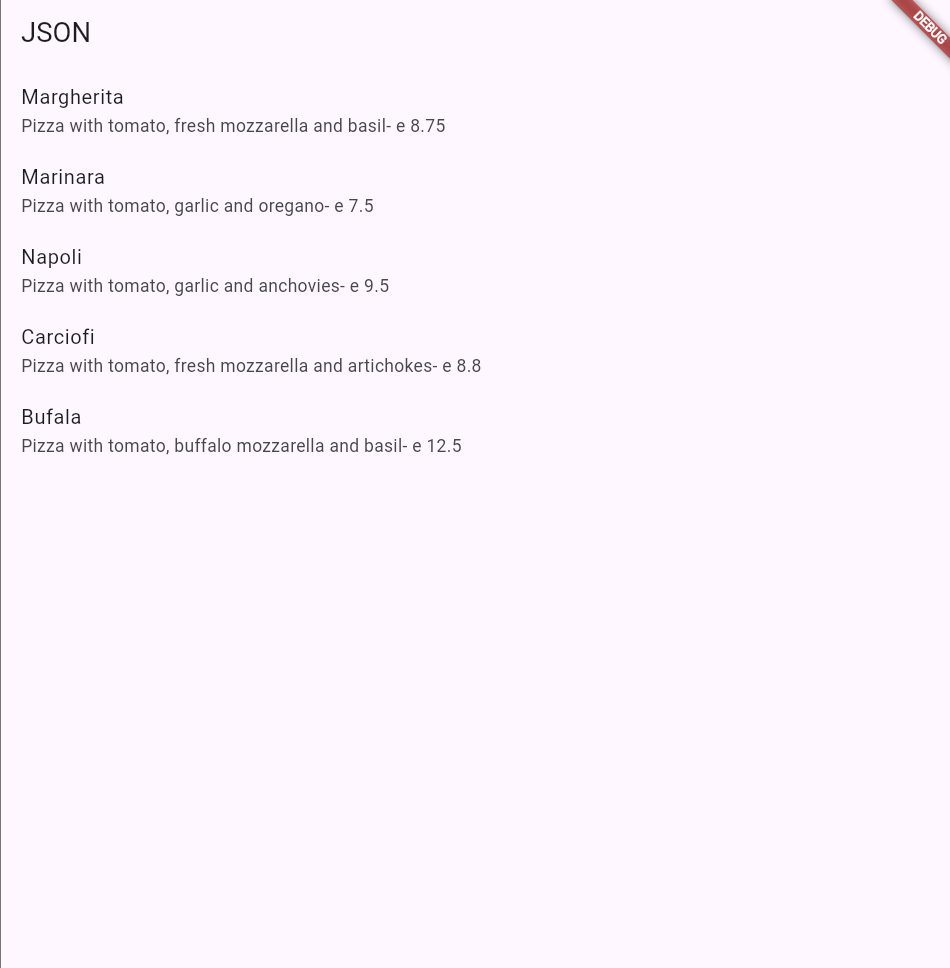 JSON
DEBUG
Margherita
Pizza with tomato, fresh mozzarella and basil- e 8.75
Marinara
Pizza with tomato, garlic and oregano- e 7.5
Napoli
Pizza with tomato, garlic and anchovies- e 9.5
Carciofi
Pizza with tomato, fresh mozzarella and artichokes- e 8.8
Bufala
Pizza with tomato, buffalo mozzarella and basil- e 12.5